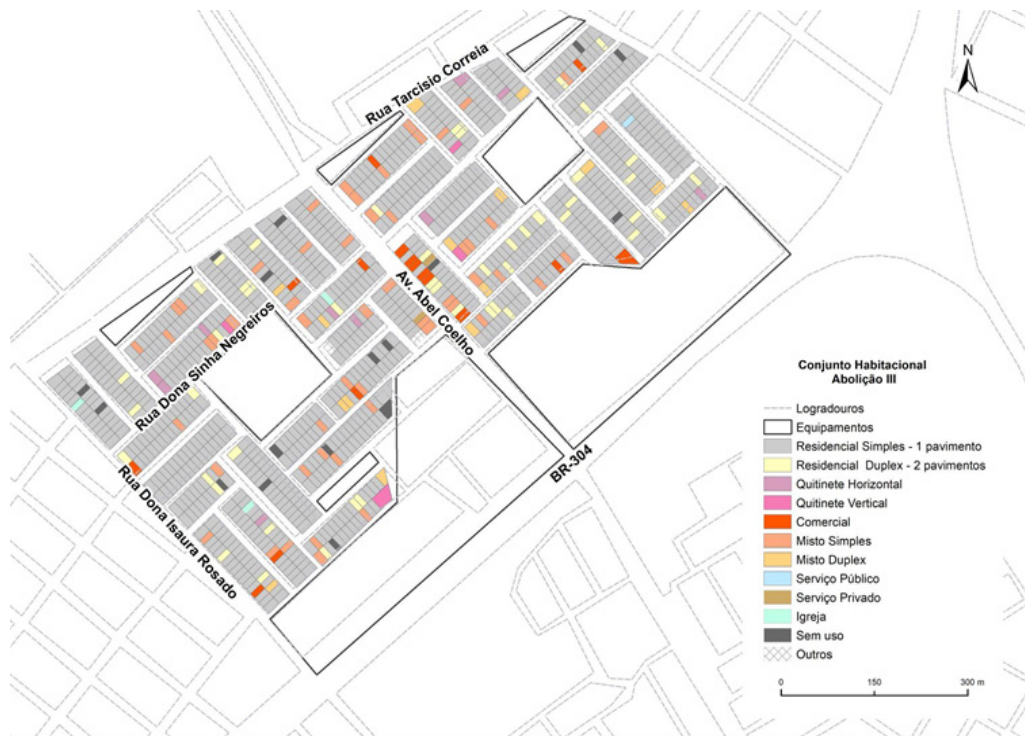 Rua Tarcisio Correia
N
Av. Abel Coelho
Rua Dona Sinha Negreiros
Rua Dona Isaura Rosado
BR-304
Conjunto Habitacional
Abolição III
Logradouros
Equipamentos
Residencial Simples - 1 pavimento
Residencial Duplex - 2 pavimentos
Quitinete Horizontal
Quitinete Vertical
Comercial
Misto Simples
Misto Duplex
Serviço Público
Serviço Privado
Igreja
Sem uso
Outros
0 150 300 m